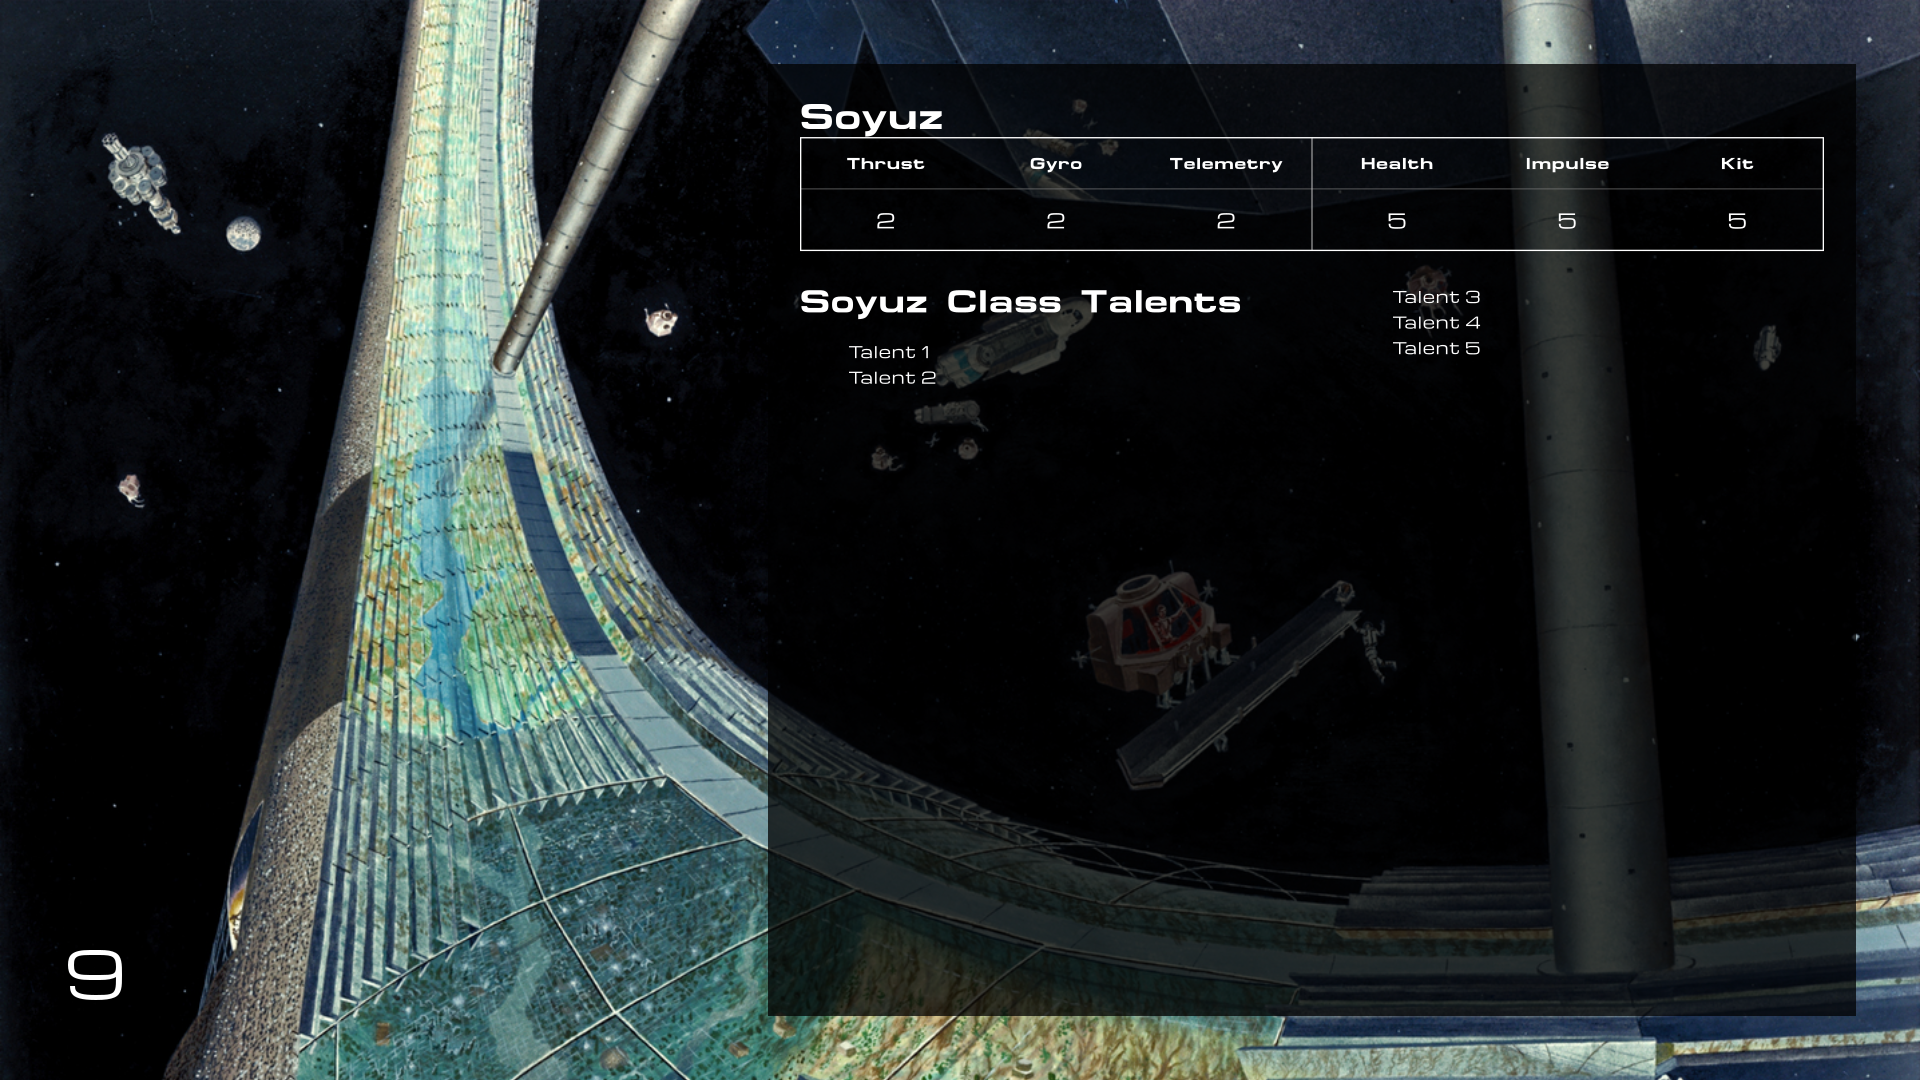 Soyuz
Thrust Gyro Telemetry Health Impulse Kit
2 2 2 5 5 5
Soyuz Class Talents
Talent 1
Talent 2
Talent 3
Talent 4
Talent 5
9